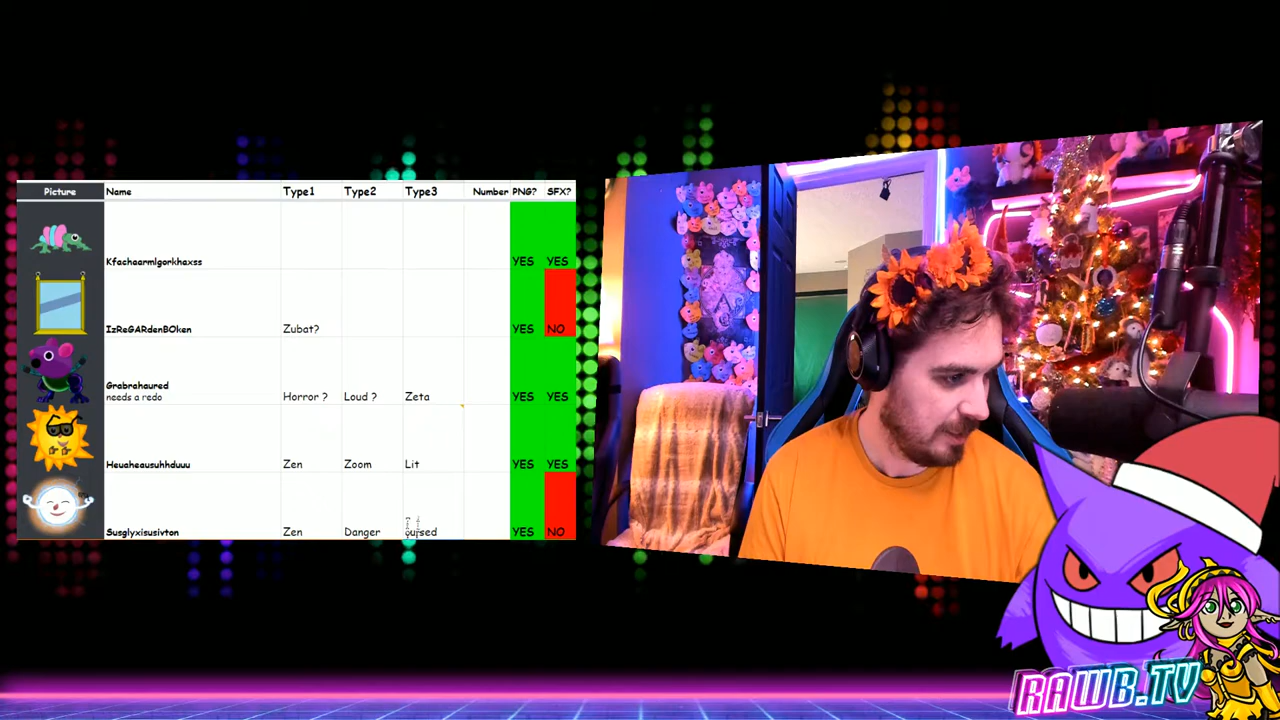 Picture Name Type1 Type2 Type3 Number PNG? SFX?
Kfachaarmlgorkhaxss YES YES
IzReGARdenBOken Zubat? YES NO
Grabrahaured
needs a redo Horror ? Loud ? Zeta YES YES
Heuaheausuhhduuu Zen Zoom Lit YES YES
Susglyxisusivton Zen Danger cursed YES NO
RAWB.TV